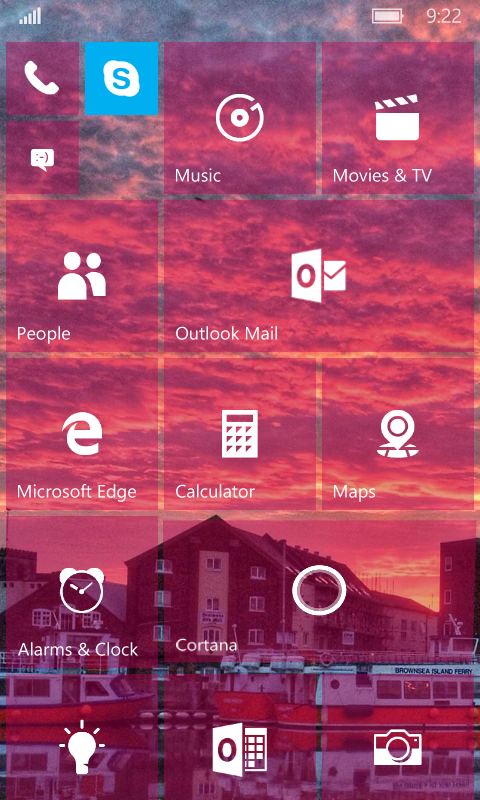 9:22
S
:-)
Music
Movies & TV
People
Outlook Mail
Microsoft Edge
Calculator
Maps
Alarms & Clock
Cortana
BROWNSEA ISLAND FERRY